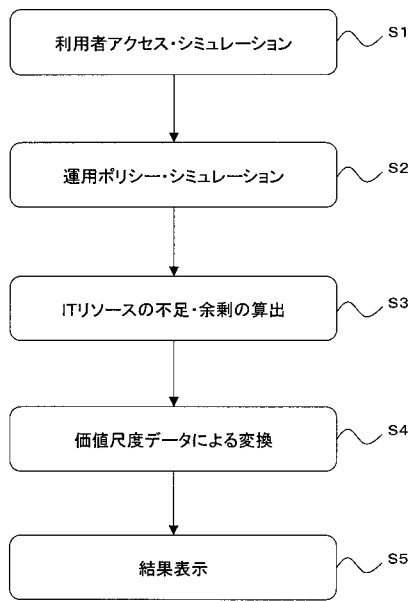 利用者アクセス・シミュレーション
S1
運用ポリシー・シミュレーション
S2
ITリソースの不足・余剰の算出
S3
価値尺度データによる変換
S4
結果表示
S5